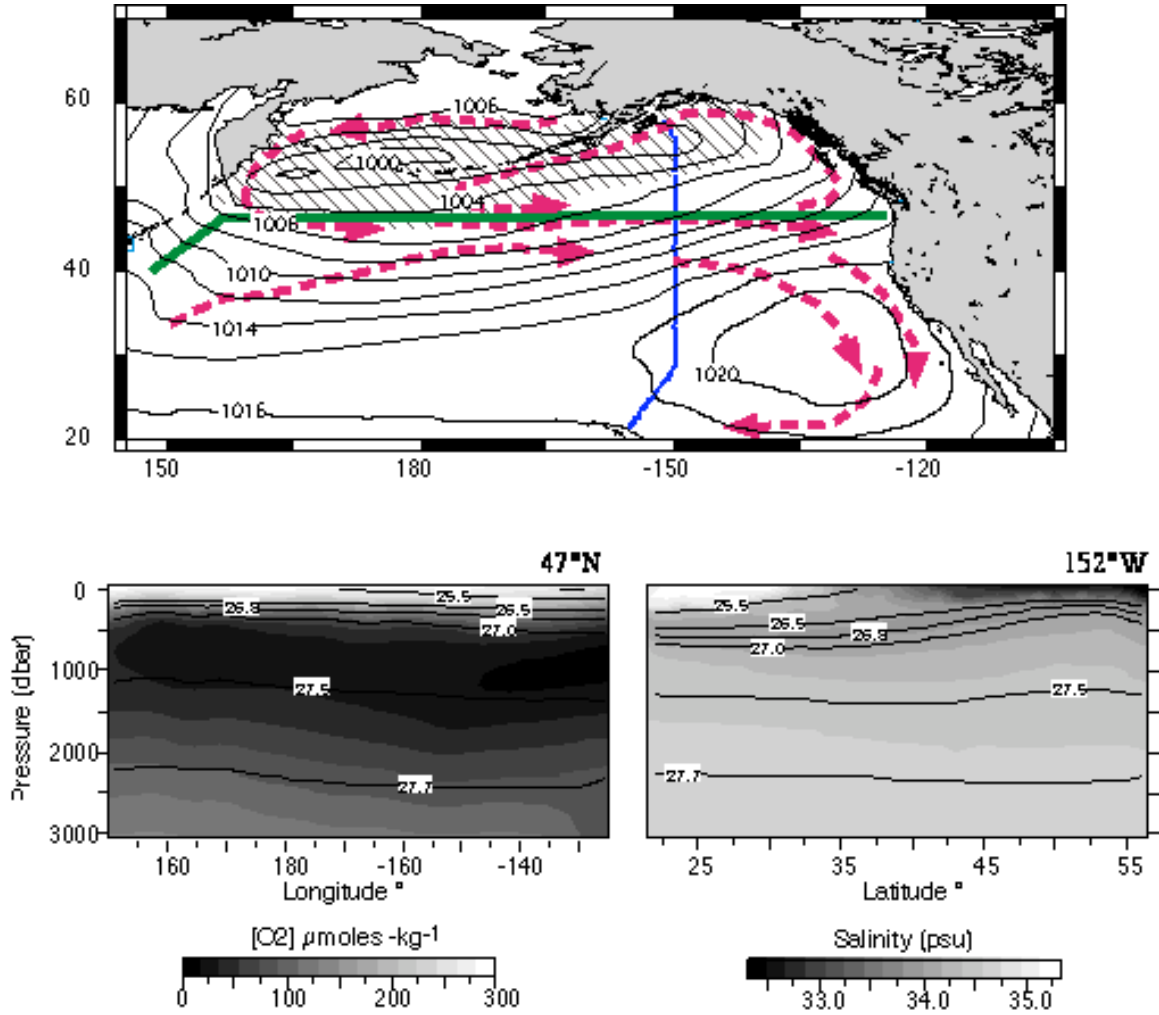 60
40
20
1006
1000
1004
1006
1010
1014
1016
1020
150 180 -150 -120
47°N 152°W
Pressure (dbar)
0
1000
2000
3000
25.5
26.5
26.8
27.0
27.5
27.7
25.5
26.5
26.8
27.0
27.5
27.7
160 180 -160 -140
Longitude °
25 35 45 55
Latitude °
[O2] µmoles -kg-1
0 100 200 300
Salinity (psu)
33.0 34.0 35.0